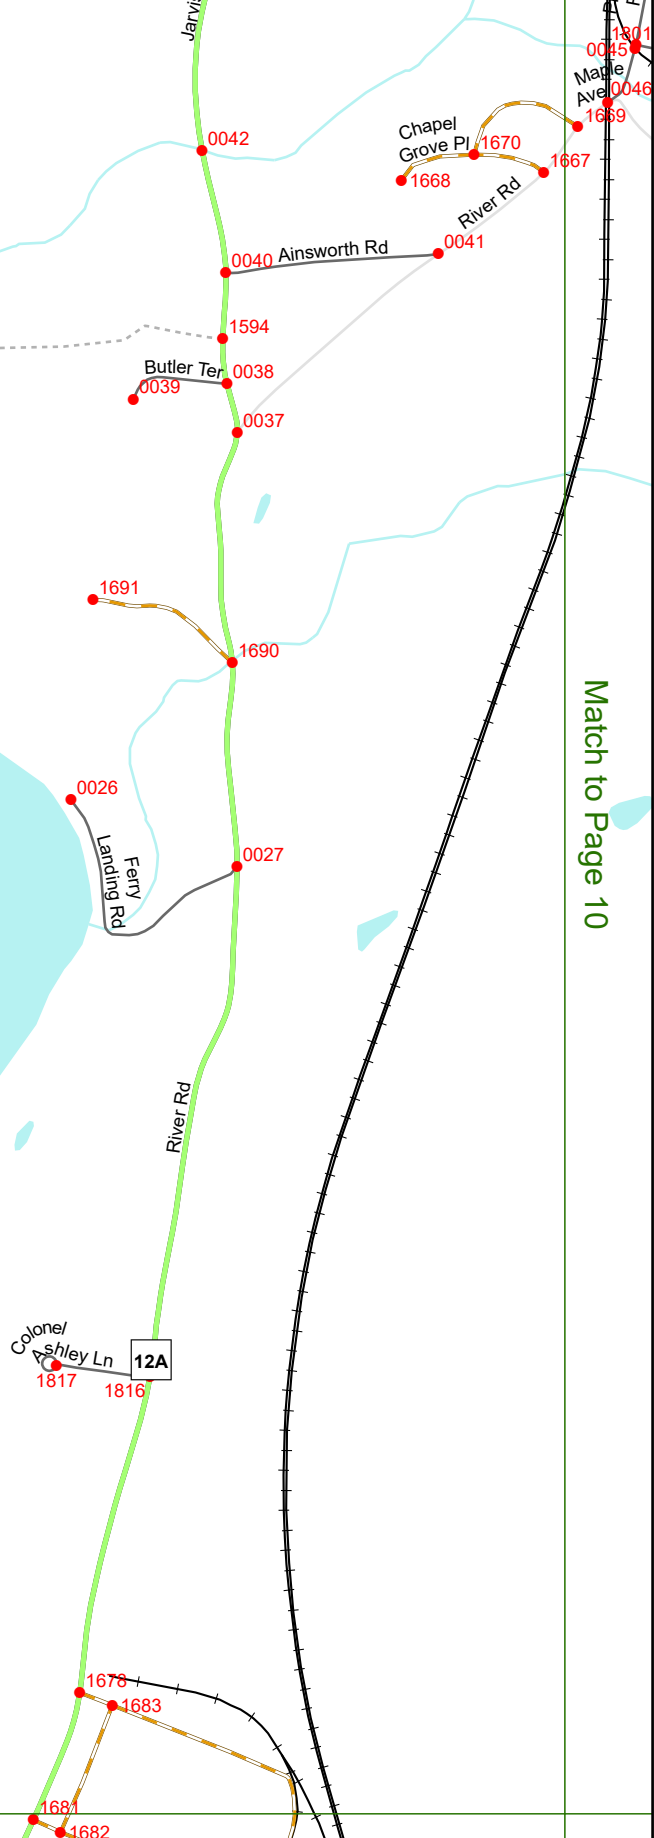 Jarvis
1801
0045
Maple
Ave
0046
1669
Chapel
Grove Pl
1670
1667
1668
0042
River Rd
0041
0040
Ainsworth Rd
1594
Butler Ter
0038
0039
0037
1691
1690
Match to Page 10
0026
Ferry
Landing Rd
0027
River Rd
Colonel
Ashley Ln
12A
1817
1816
1678
1683
1681
1682